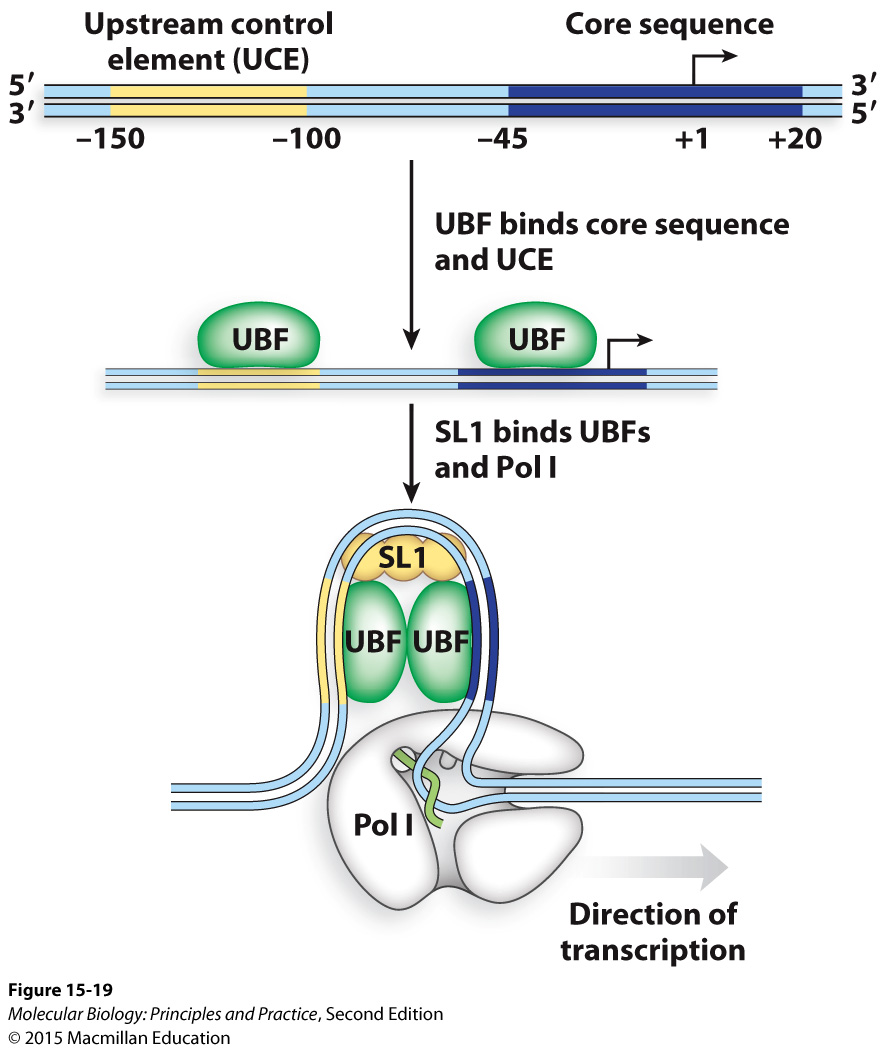 Upstream control
element (UCE)
Core sequence
5′ 3′
3′ 5′
–150 –100 –45 +1 +20
UBF binds core sequence
and UCE
UBF UBF
SL1 binds UBFs
and Pol I
SL1
UBF UBF
Pol I
Direction of
transcription
Figure 15-19
Molecular Biology: Principles and Practice, Second Edition
© 2015 Macmillan Education